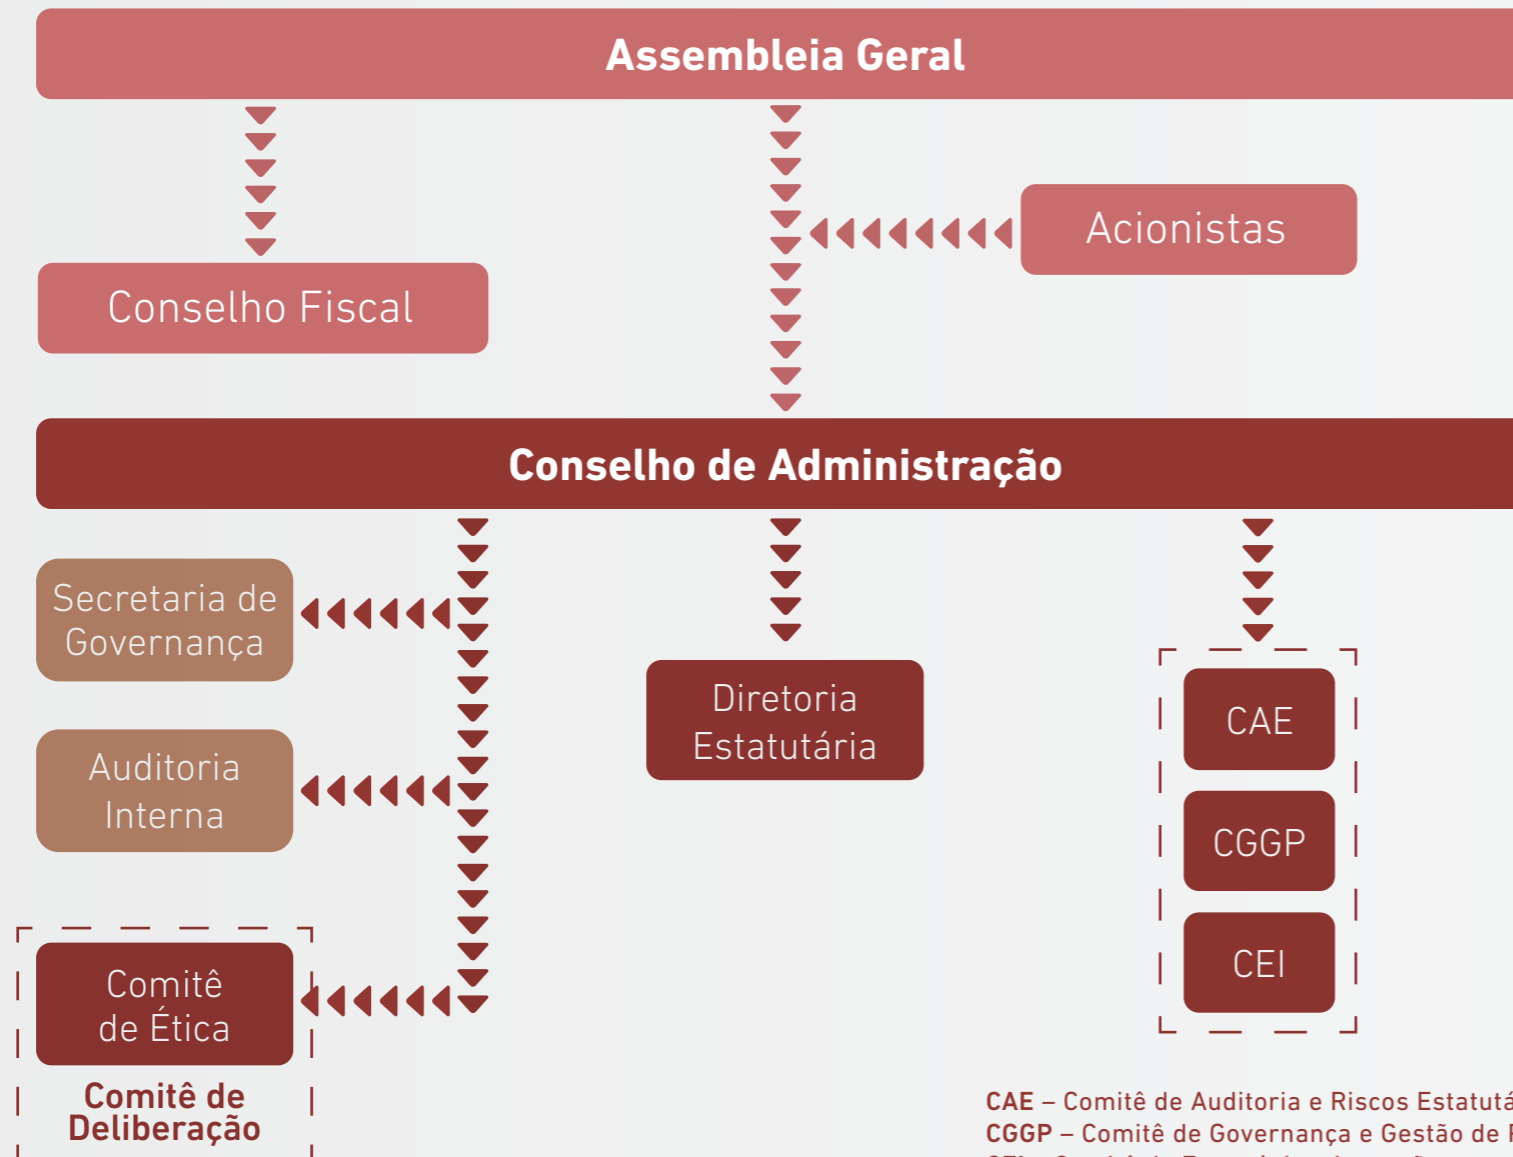 Assembleia Geral
Acionistas
Conselho Fiscal
Conselho de Administração
Secretaria de
Governança
Diretoria
Estatutária
CAE
Auditoria
Interna
CGGP
CEI
Comitê
de Ética
Comitê de
Deliberação
CAE – Comitê de Auditoria e Riscos
CGGP – Comitê de Governança e Gestão de